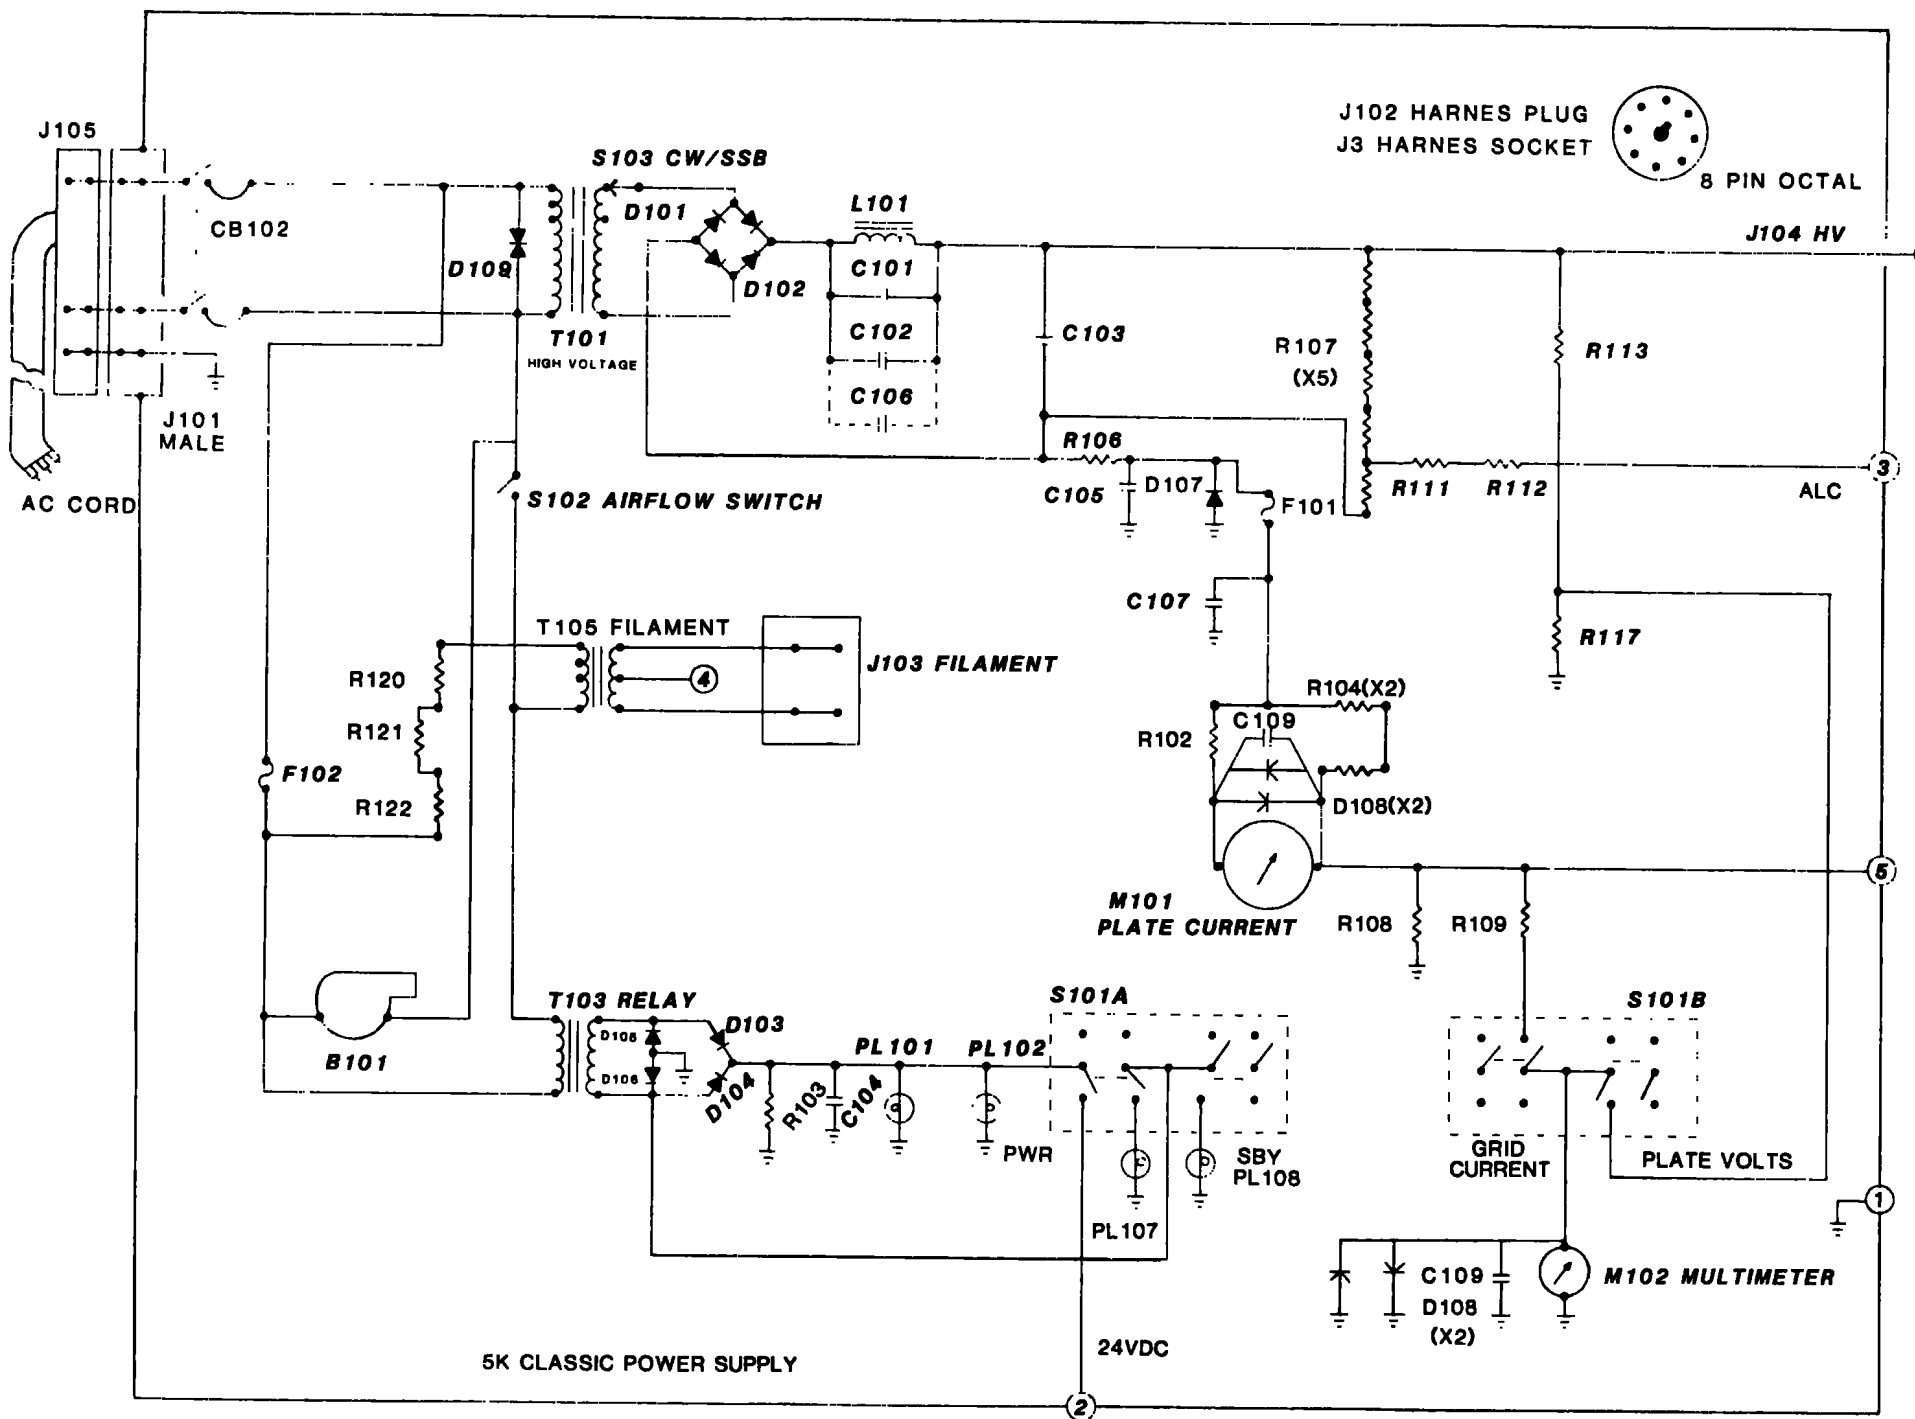 J105
CB102
AC CORD
J101
MALE
S103 CW/SSB
D101
D109
T101
HIGH VOLTAGE
D102
L101
C101
C102
C106
C103
R106
C105
D107
F101
R107
(X5)
R111
R112
R113
J102 HARNES PLUG
J3 HARNES SOCKET
8 PIN OCTAL
J104 HV
3
ALC
S102 AIRFLOW SWITCH
C107
R117
T105 FILAMENT
4
J103 FILAMENT
R120
R121
R122
F102
R104(X2)
C109
R102
D108(X2)
M101
PLATE CURRENT
R108
R109
5
B101
T103 RELAY
D105
D106
D103
D104
R103
C104
PL101
PL102
PWR
S101A
SBY
PL108
PL107
S101B
GRID
CURRENT
PLATE VOLTS
1
C109
D108
(X2)
M102 MULTIMETER
24VDC
2
5K CLASSIC POWER SUPPLY